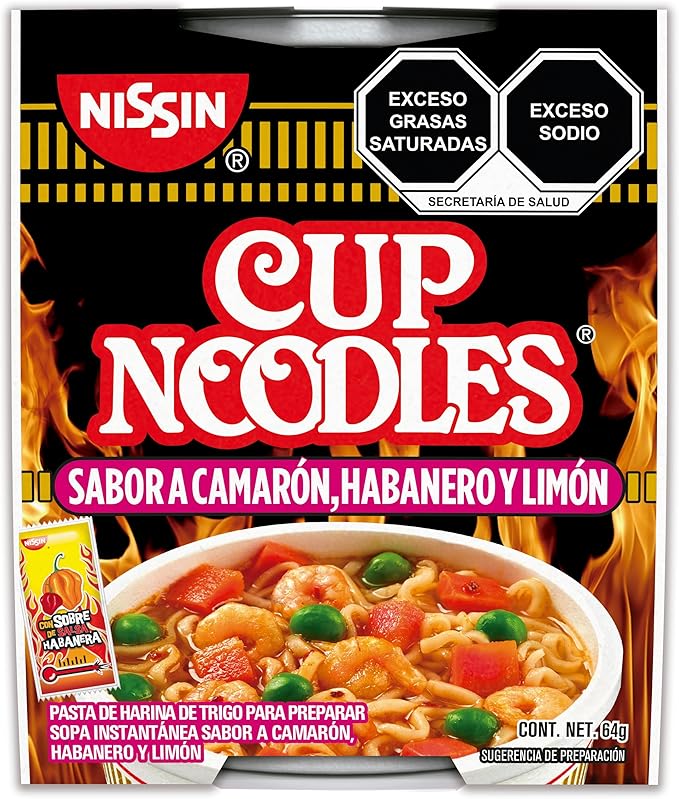 NISSIN
®
EXCESO
GRASAS
SATURADAS
EXCESO
SODIO
SECRETARÍA DE SALUD
CUP
NOODLES®
SABOR A CAMARÓN, HABANERO Y LIMÓN
NISSIN
CON SOBRE
DE SALSA
HABANERA
PASTA DE HARINA DE TRIGO PARA PREPARAR
SOPA INSTANTÁNEA SABOR A CAMARÓN,
HABANERO Y LIMÓN
CONT. NET. 64g
SUGERENCIA DE PREPARACIÓN